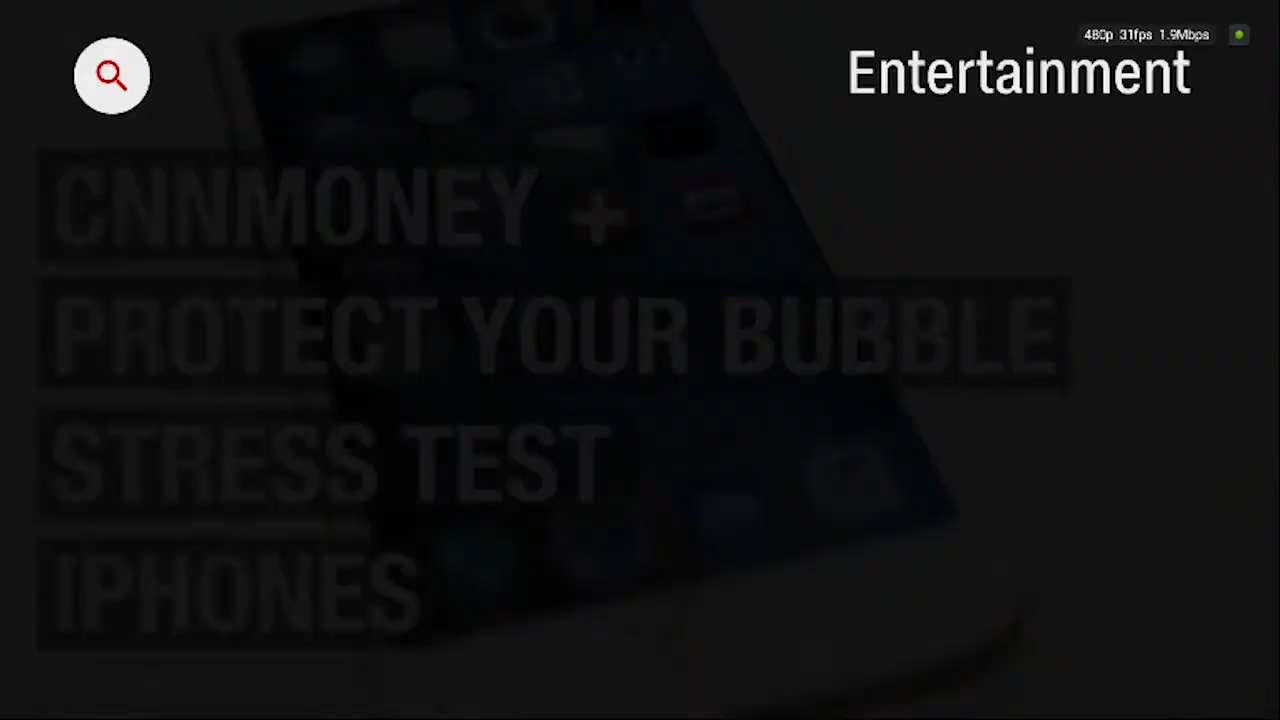 480p 31fps 1.9Mbps
Entertainment
CNNMONEY +
PROTECT YOUR BUBBLE
STRESS TEST
IPHONES